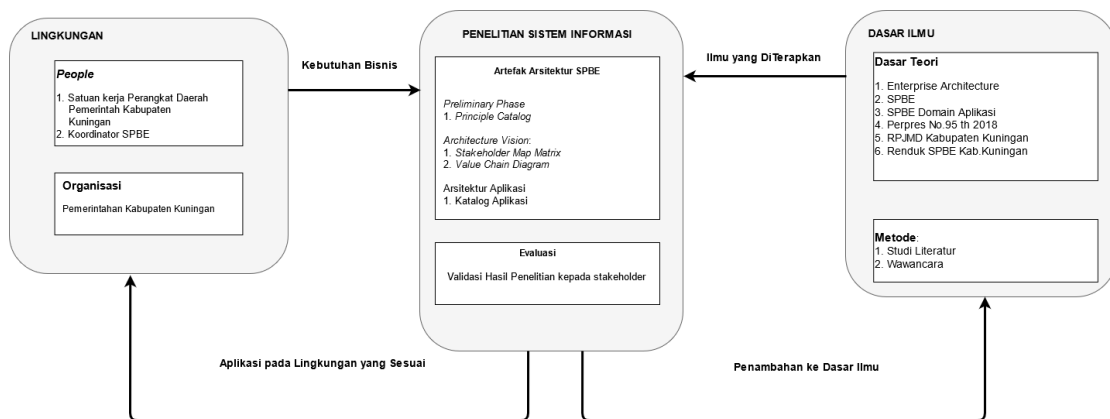 LINGKUNGAN
People
1. Satuan kerja Perangkat Daerah
Pemerintah Kabupaten
Kuningan
2. Koordinator SPBE
Organisasi
Pemerintahan Kabupaten Kuningan
Kebutuhan Bisnis
PENELITIAN SISTEM INFORMASI
Artefak Arsitektur SPBE
Preliminary Phase
1. Principle Catalog
Architecture Vision:
1. Stakeholder Map Matrix
2. Value Chain Diagram
Arsitektur Aplikasi
1. Katalog Aplikasi
Evaluasi
Validasi Hasil Penelitian kepada stakeholder
Ilmu yang DiTerapkan
DASAR ILMU
Dasar Teori
1. Enterprise Architecture
2. SPBE
3. SPBE Domain Aplikasi
4. Perpres No.95 th 2018
5. RPJMD Kabupaten Kuningan
6. Renduk SPBE Kab.Kuningan
Metode:
1. Studi Literatur
2. Wawancara
Aplikasi pada Lingkungan yang Sesuai
Penambahan ke Dasar Ilmu